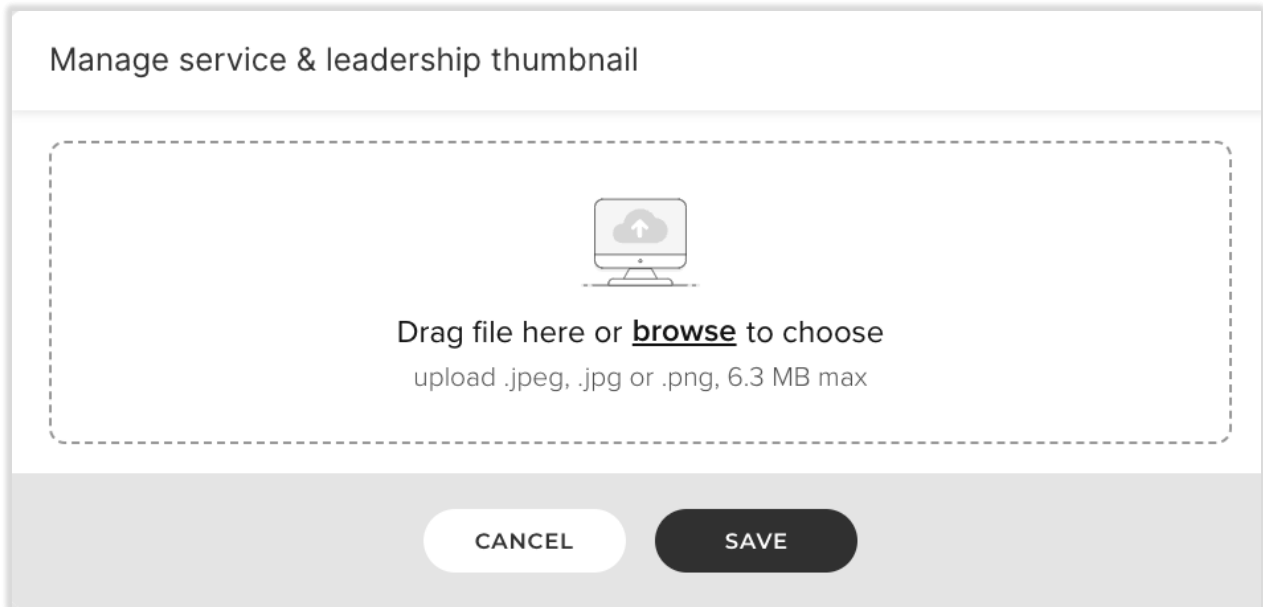 Manage service & leadership thumbnail
Drag file here or browse to choose
upload .jpeg, .jpg or .png, 6.3 MB max
CANCEL SAVE